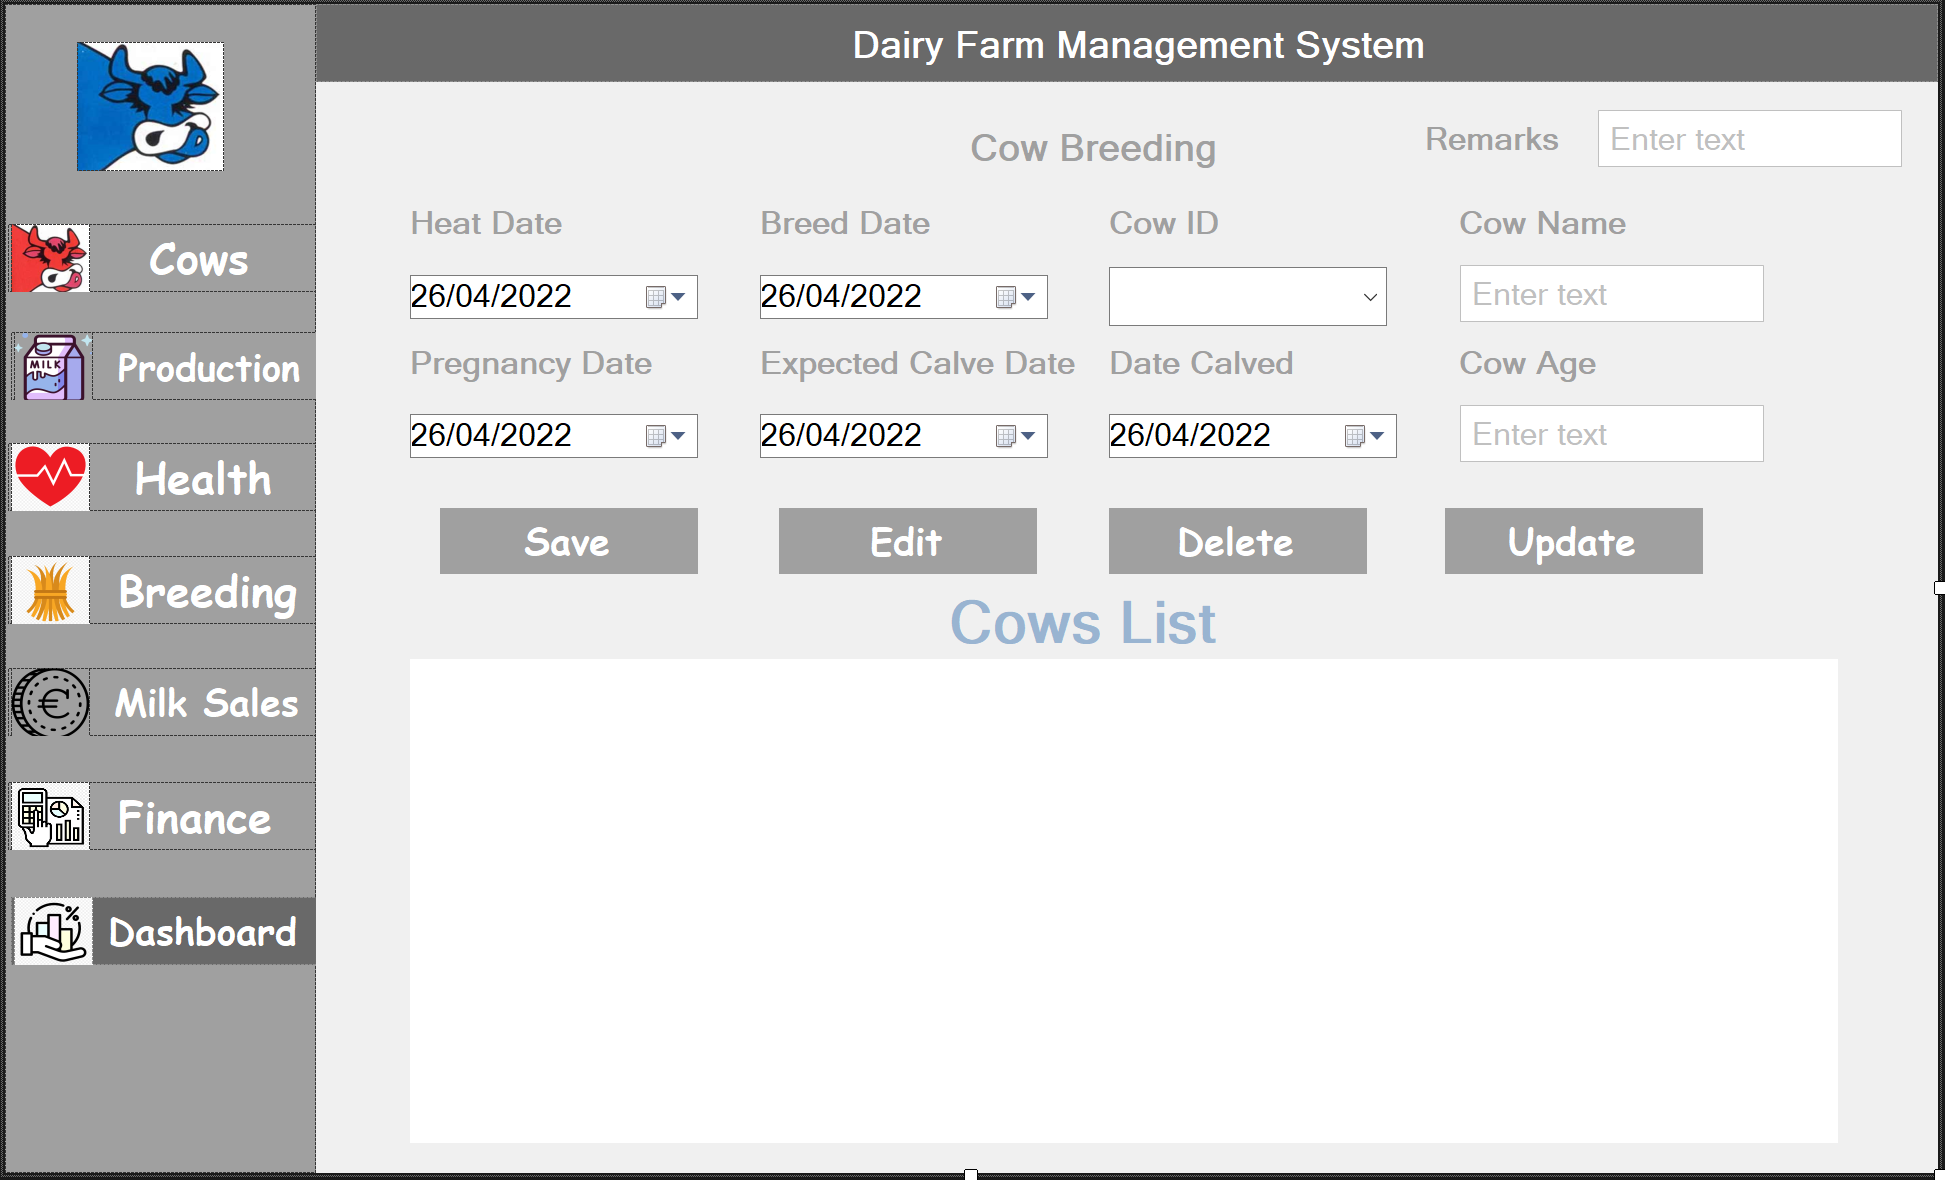 Dairy Farm Management System
Cow Breeding
Remarks
Enter text
Heat Date
Breed Date
Cow ID
Cow Name
26/04/2022
26/04/2022
Enter text
Pregnancy Date
Expected Calve Date
Date Calved
Cow Age
26/04/2022
26/04/2022
26/04/2022
Enter text
Save
Edit
Delete
Update
Cows List
Cows
MILK
Production
Health
Breeding
€
Milk Sales
Finance
%
Dashboard